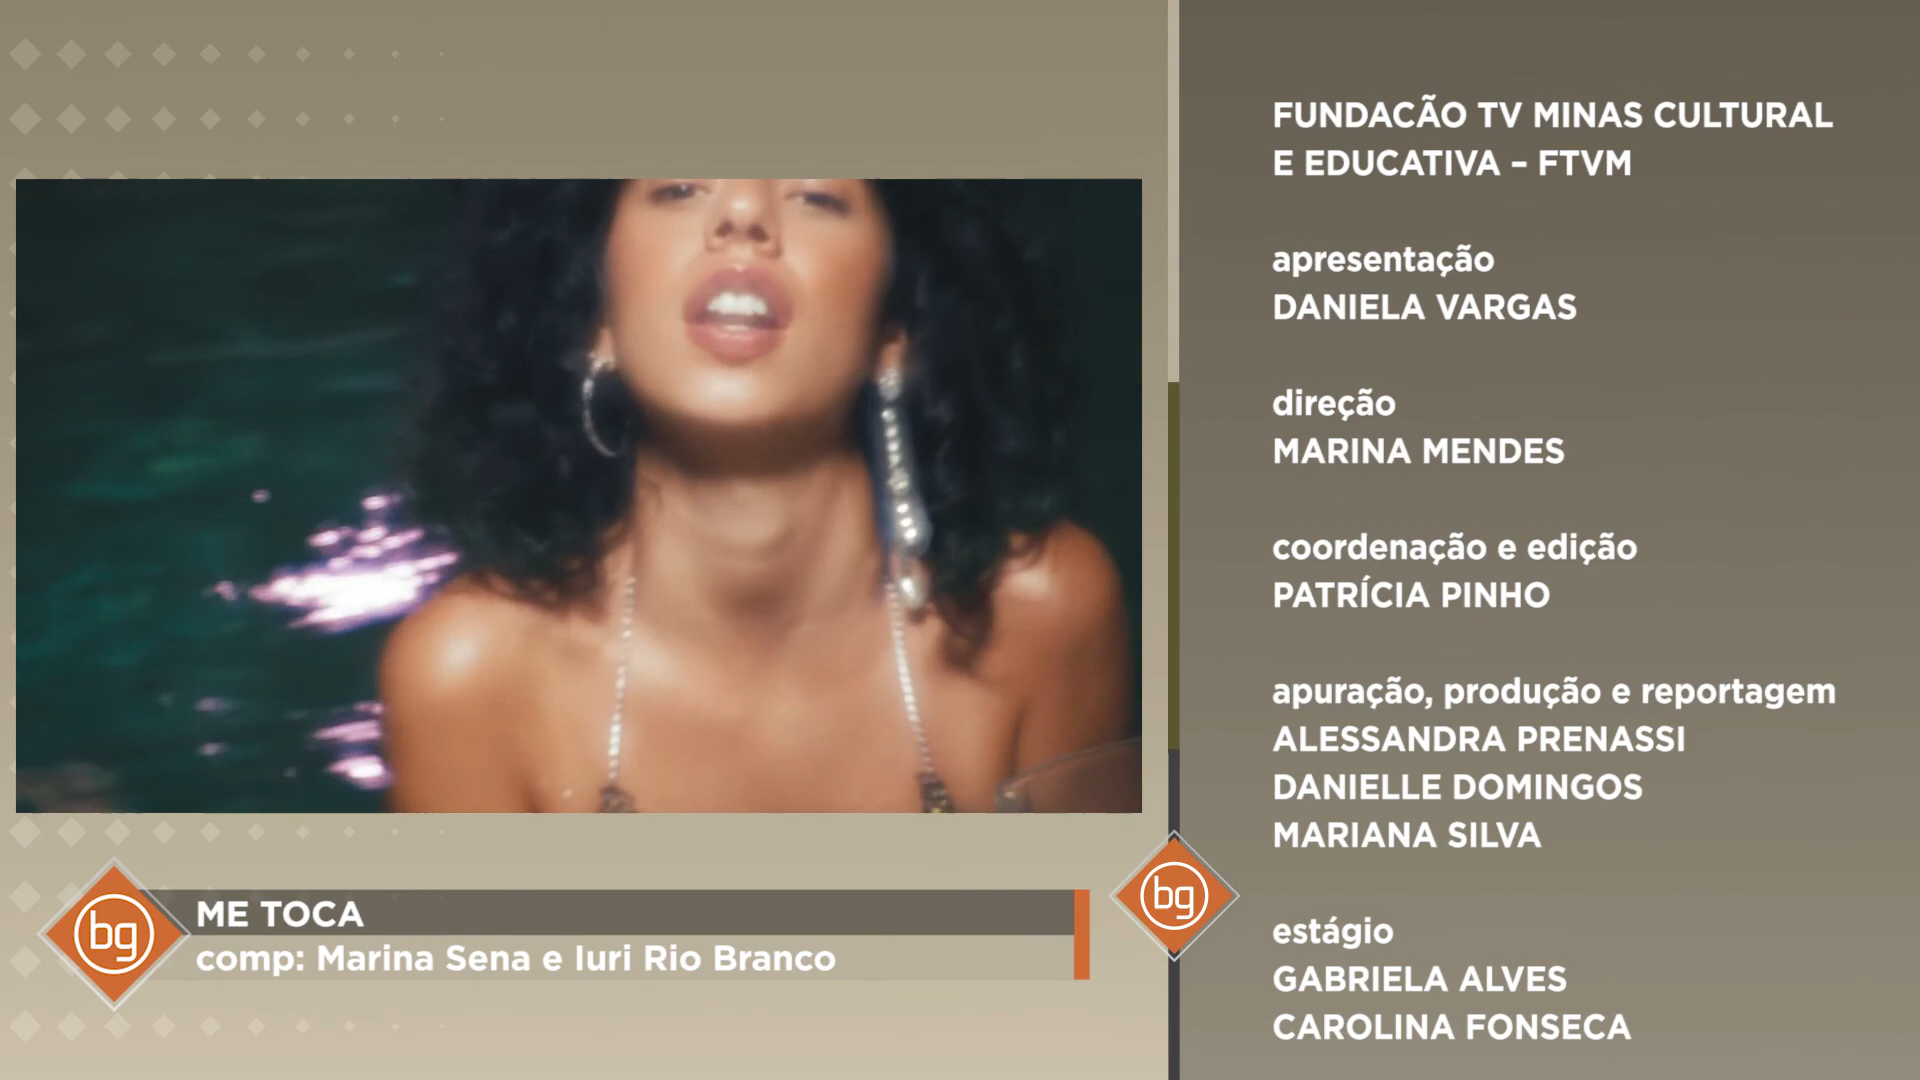 bg
ME TOCA
comp: Marina Sena e Iuri Rio Branco
bg
FUNDACÃO TV MINAS CULTURAL
E EDUCATIVA – FTVM
apresentação
DANIELA VARGAS
direção
MARINA MENDES
coordenação e edição
PATRÍCIA PINHO
apuração, produção e reportagem
ALESSANDRA PRENASSI
DANIELLE DOMINGOS
MARIANA SILVA
estágio
GABRIELA ALVES
CAROLINA FONSECA